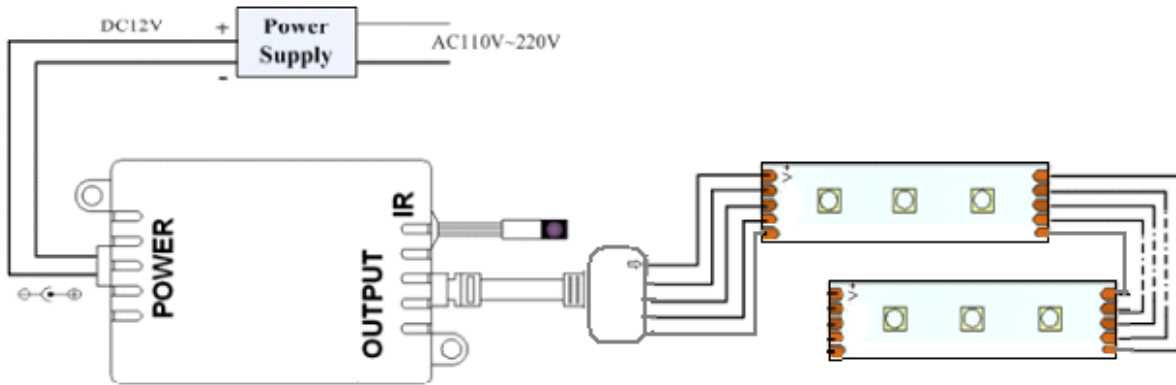 DC12V
+
-
Power
Supply
AC110V~220V
POWER
IR
OUTPUT
V+
V+